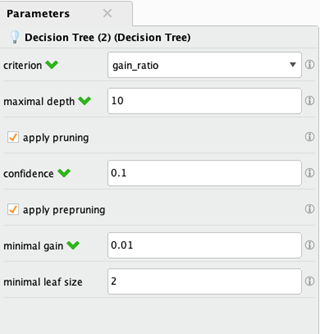 Parameters
Decision Tree (2) (Decision Tree)
criterion gain_ratio
maximal depth 10
apply pruning
confidence 0.1
apply prepruning
minimal gain 0.01
minimal leaf size 2